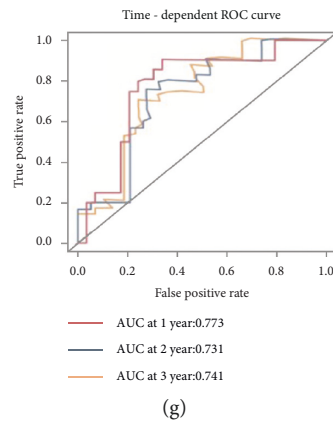 Time - dependent ROC curve
True positive rate
1.0
0.8
0.6
0.4
0.2
0.0
0.0 0.2 0.4 0.6 0.8 1.0
False positive rate
AUC at 1 year:0.773
AUC at 2 year:0.731
AUC at 3 year:0.741
(g)